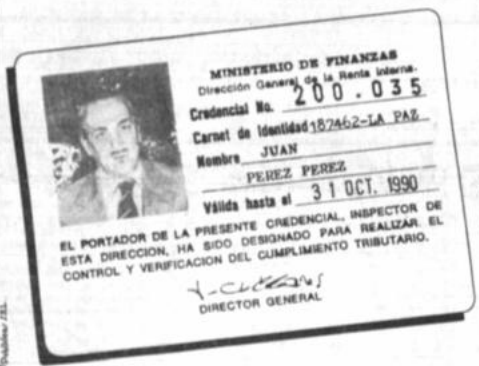 MINISTERIO DE FINANZAS
Dirección General de la Renta Interna.
Credencial No. 200.035
Carnet de Identidad 187462-LA PAZ
Nombre JUAN
PEREZ PEREZ
Válida hasta el 31 OCT. 1990
EL PORTADOR DE LA PRESENTE CREDENCIAL, INSPECTOR DE
ESTA DIRECCION, HA SIDO DESIGNADO PARA REALIZAR EL
CONTROL Y VERIFICACION DEL CUMPLIMIENTO TRIBUTARIO.
DIRECTOR GENERAL